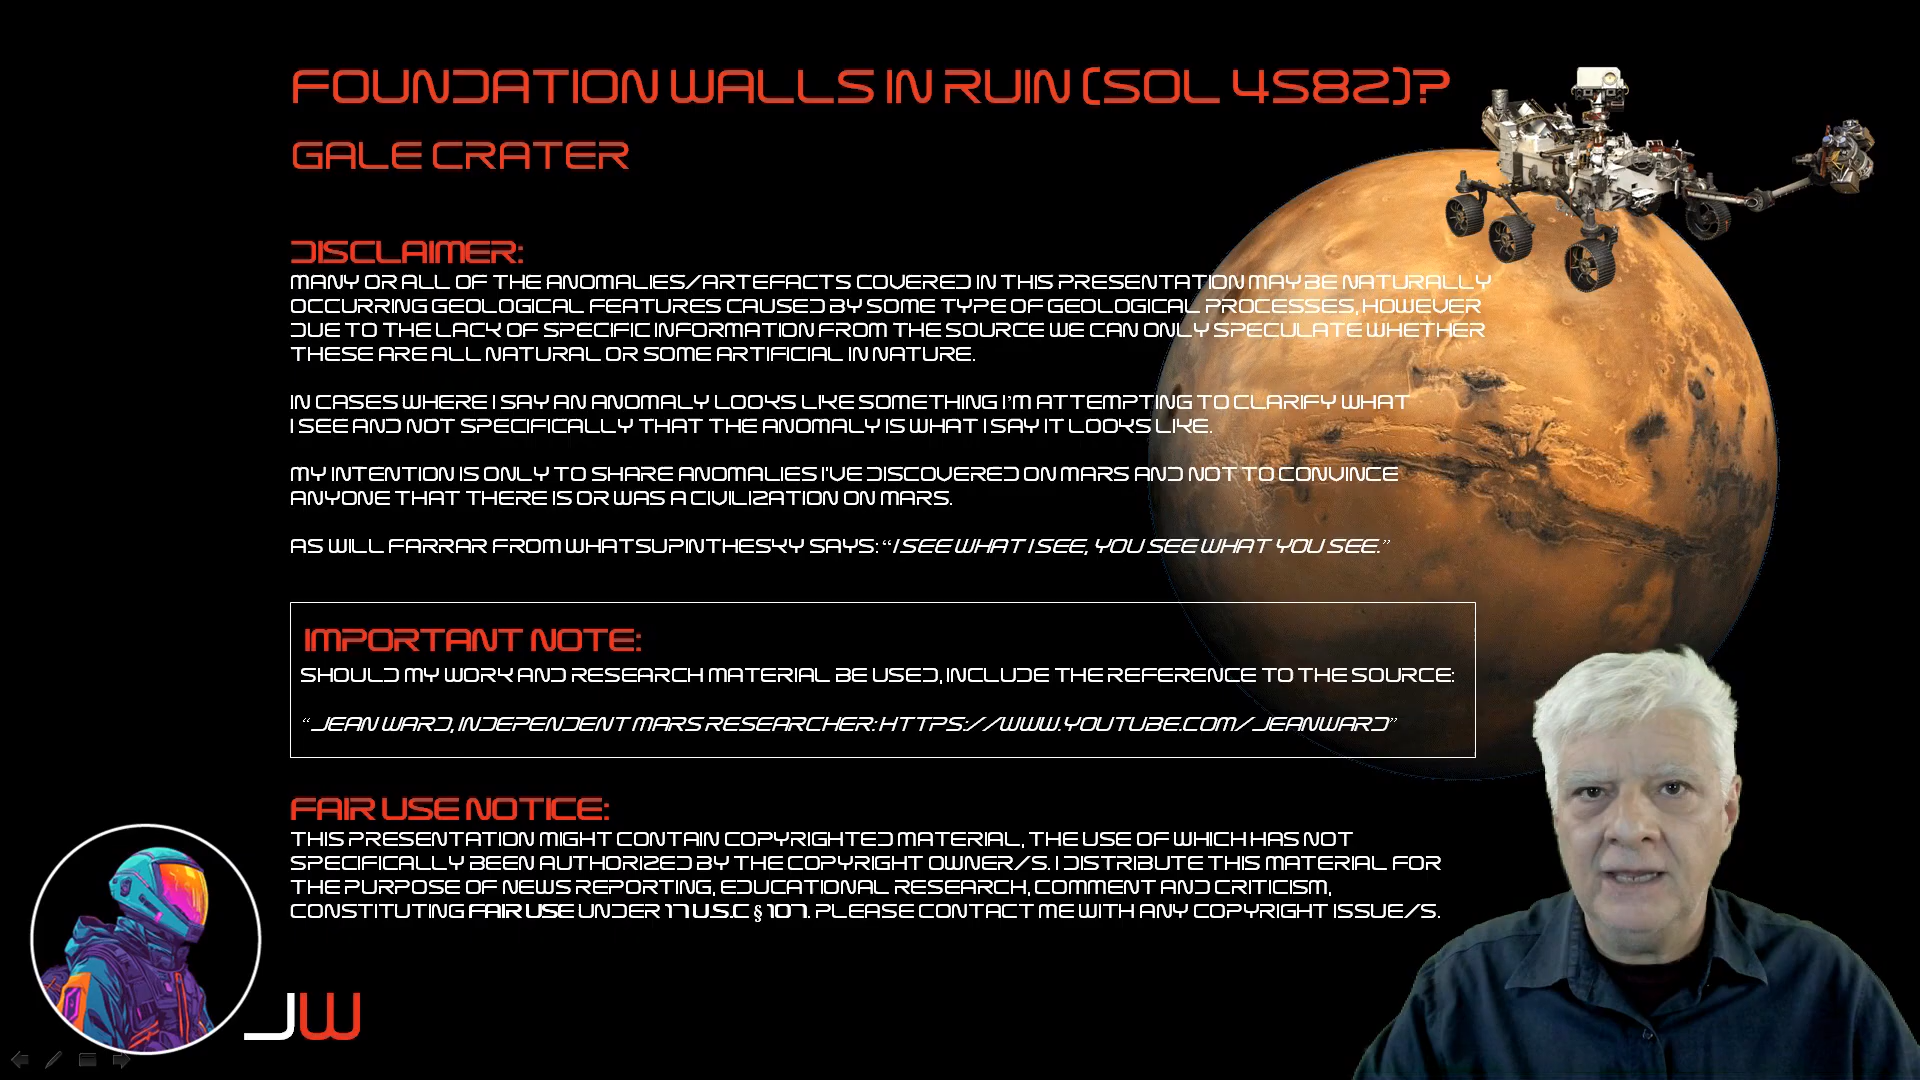 FOUNDATION WALLS IN RUIN (SOL 4582)?
GALE CRATER
DISCLAIMER:
MANY OR ALL OF THE ANOMALIES/ARTEFACTS COVERED IN THIS PRESENTATION MAY BE NATURALLY
OCCURRING GEOLOGICAL FEATURES CAUSED BY SOME TYPE OF GEOLOGICAL PROCESSES, HOWEVER
DUE TO THE LACK OF SPECIFIC INFORMATION FROM THE SOURCE WE CAN ONLY SPECULATE WHETHER
THESE ARE ALL NATURAL OR SOME ARTIFICIAL IN NATURE.
IN CASES WHERE I SAY AN ANOMALY LOOKS LIKE SOMETHING I'M ATTEMPTING TO CLARIFY WHAT
I SEE AND NOT SPECIFICALLY THAT THE ANOMALY IS WHAT I SAY IT LOOKS LIKE.
MY INTENTION IS ONLY TO SHARE ANOMALIES I'VE DISCOVERED ON MARS AND NOT TO CONVINCE
ANYONE THAT THERE IS OR WAS A CIVILIZATION ON MARS.
AS WILL FARRAR FROM WHATSUPINTHESKY SAYS: “I SEE WHAT I SEE, YOU SEE WHAT YOU SEE.”
IMPORTANT NOTE:
SHOULD MY WORK AND RESEARCH MATERIAL BE USED, INCLUDE THE REFERENCE TO THE SOURCE:
“JEAN WARD, INDEPENDENT MARS RESEARCHER: HTTPS://WWW.YOUTUBE.COM/JEANWARD”
FAIR USE NOTICE:
THIS PRESENTATION MIGHT CONTAIN COPYRIGHTED MATERIAL, THE USE OF WHICH HAS NOT
SPECIFICALLY BEEN AUTHORIZED BY THE COPYRIGHT OWNER/S. I DISTRIBUTE THIS MATERIAL FOR
THE PURPOSE OF NEWS REPORTING, EDUCATIONAL RESEARCH, COMMENT AND CRITICISM,
CONSTITUTING FAIR USE UNDER 17 U.S.C § 107. PLEASE CONTACT ME WITH ANY COPYRIGHT ISSUE/S.
JW